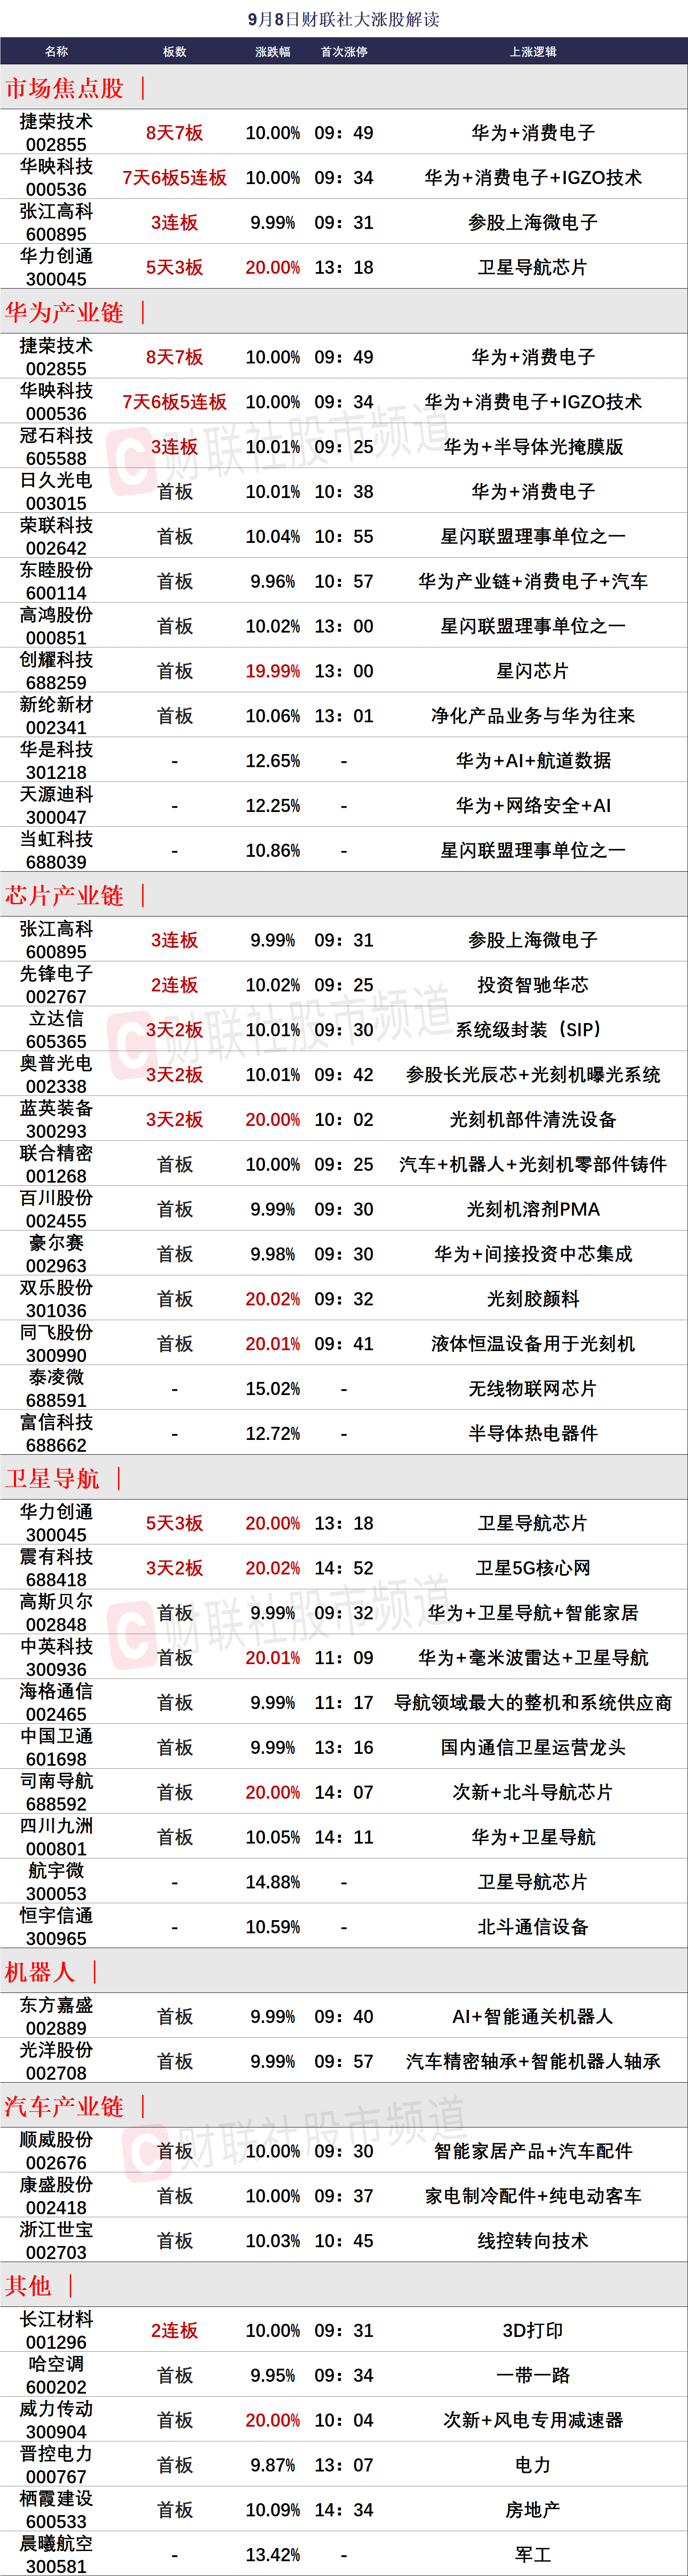 9月8日财联社大涨股解读
名称 板数 涨跌幅 首次涨停 上涨逻辑
市场焦点股 |
捷荣技术
002855 8天7板 10.00% 09：49 华为+消费电子
华映科技
000536 7天6板5连板 10.00% 09：34 华为+消费电子+IGZO技术
张江高科
600895 3连板 9.99% 09：31 参股上海微电子
华力创通
300045 5天3板 20.00% 13：18 卫星导航芯片
华为产业链 |
捷荣技术
002855 8天7板 10.00% 09：49 华为+消费电子
华映科技
000536 7天6板5连板 10.00% 09：34 华为+消费电子+IGZO技术
冠石科技
605588 3连板 10.01% 09：25 华为+半导体光掩膜版
日久光电
003015 首板 10.01% 10：38 华为+消费电子
荣联科技
002642 首板 10.04% 10：55 星闪联盟理事单位之一
东睦股份
600114 首板 9.96% 10：57 华为产业链+消费电子+汽车
高鸿股份
000851 首板 10.02% 13：00 星闪联盟理事单位之一
创耀科技
688259 首板 19.99% 13：00 星闪芯片
新纶新材
002341 首板 10.06% 13：01 净化产品业务与华为往来
华是科技
301218 - 12.65% - 华为+AI+航道数据
天源迪科
300047 - 12.25% - 华为+网络安全+AI
当虹科技
688039 - 10.86% - 星闪联盟理事单位之一
芯片产业链 |
张江高科
600895 3连板 9.99% 09：31 参股上海微电子
先锋电子
002767 2连板 10.02% 09：25 投资智驰华芯
立达信
605365 3天2板 10.01% 09：30 系统级封装（SIP）
奥普光电
002338 3天2板 10.01% 09：42 参股长光辰芯+光刻机曝光系统
蓝英装备
300293 3天2板 20.00% 10：02 光刻机部件清洗设备
联合精密
001268 首板 10.00% 09：25 汽车+机器人+光刻机零部件铸件
百川股份
002455 首板 9.99% 09：30 光刻机溶剂PMA
豪尔赛
002963 首板 9.98% 09：30 华为+间接投资中芯集成
双乐股份
301036 首板 20.02% 09：32 光刻胶颜料
同飞股份
300990 首板 20.01% 09：41 液体恒温设备用于光刻机
泰凌微
688591 - 15.02% - 无线物联网芯片
富信科技
688662 - 12.72% - 半导体热电器件
卫星导航 |
华力创通
300045 5天3板 20.00% 13：18 卫星导航芯片
震有科技
688418 3天2板 20.02% 14：52 卫星5G核心网
高斯贝尔
002848 首板 9.99% 09：32 华为+卫星导航+智能家居
中英科技
300936 首板 20.01% 11：09 华为+毫米波雷达+卫星导航
海格通信
002465 首板 9.99% 11：17 导航领域最大的整机和系统供应商
中国卫通
601698 首板 9.99% 13：16 国内通信卫星运营龙头
司南导航
688592 首板 20.00% 14：07 次新+北斗导航芯片
四川九洲
000801 首板 10.05% 14：11 华为+卫星导航
航宇微
300053 - 14.88% - 卫星导航芯片
恒宇信通
300965 - 10.59% - 北斗通信设备
机器人 |
东方嘉盛
002889 首板 9.99% 09：40 AI+智能通关机器人
光洋股份
002708 首板 9.99% 09：57 汽车精密轴承+智能机器人轴承
汽车产业链 |
顺威股份
002676 首板 10.00% 09：30 智能家居产品+汽车配件
康盛股份
002418 首板 10.00% 09：37 家电制冷配件+纯电动客车
浙江世宝
002703 首板 10.03% 10：45 线控转向技术
其他 |
长江材料
001296 2连板 10.00% 09：31 3D打印
哈空调
600202 首板 9.95% 09：34 一带一路
威力传动
300904 首板 20.00% 10：04 次新+风电专用减速器
晋控电力
000767 首板 9.87% 13：07 电力
栖霞建设
600533 首板 10.09% 14：34 房地产
晨曦航空
300581 - 13.42% - 军工
财联社股市频道
财联社股市频道
财联社股市频道
财联社股市频道